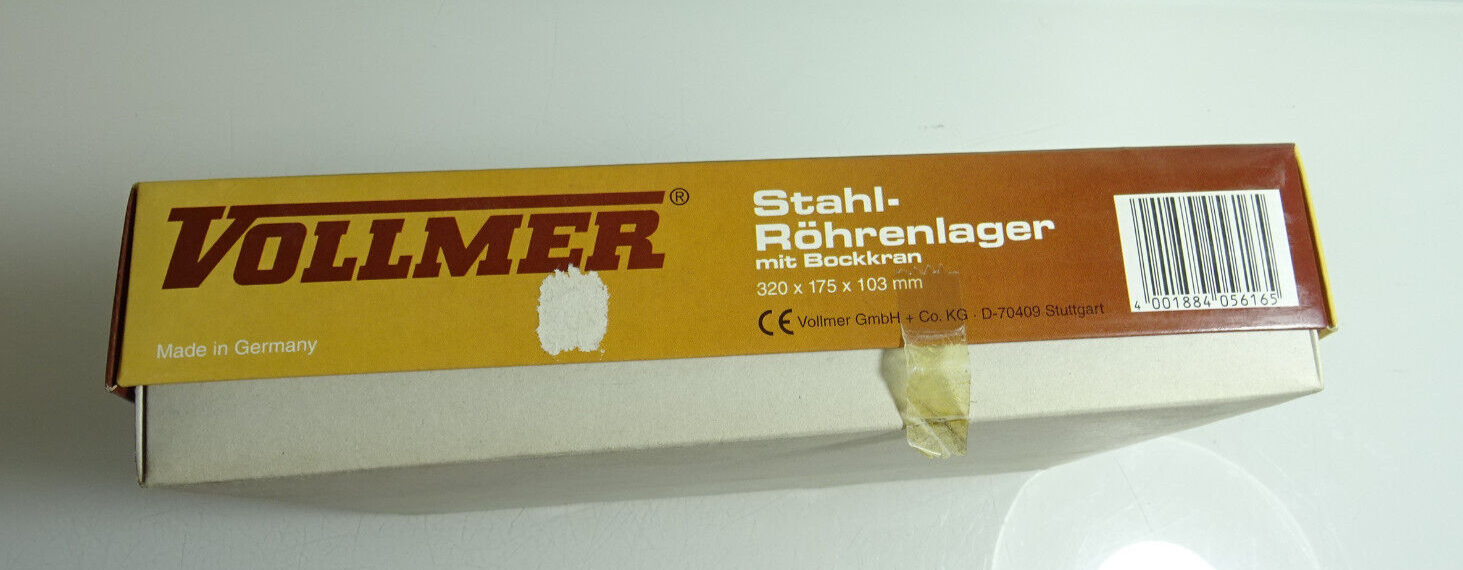 VOLLMER®
Made in Germany
Stahl-
Röhrenlager
mit Bockkran
320 x 175 x 103 mm
CE Vollmer GmbH + Co. KG · D-70409 Stuttgart
4 001884 056165